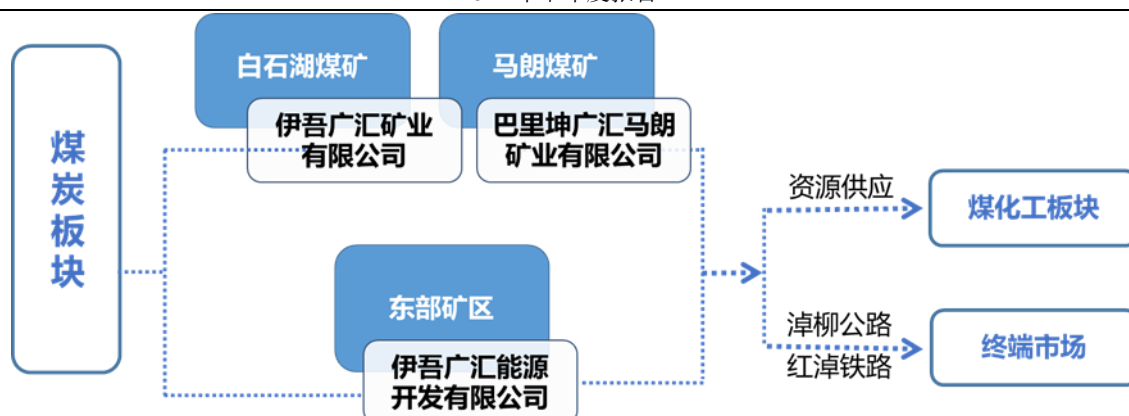 煤炭板块
白石湖煤矿
伊吾广汇矿业
有限公司
马朗煤矿
巴里坤广汇马朗
矿业有限公司
东部矿区
伊吾广汇能源
开发有限公司
资源供应
煤化工板块
淖柳公路
红淖铁路
终端市场